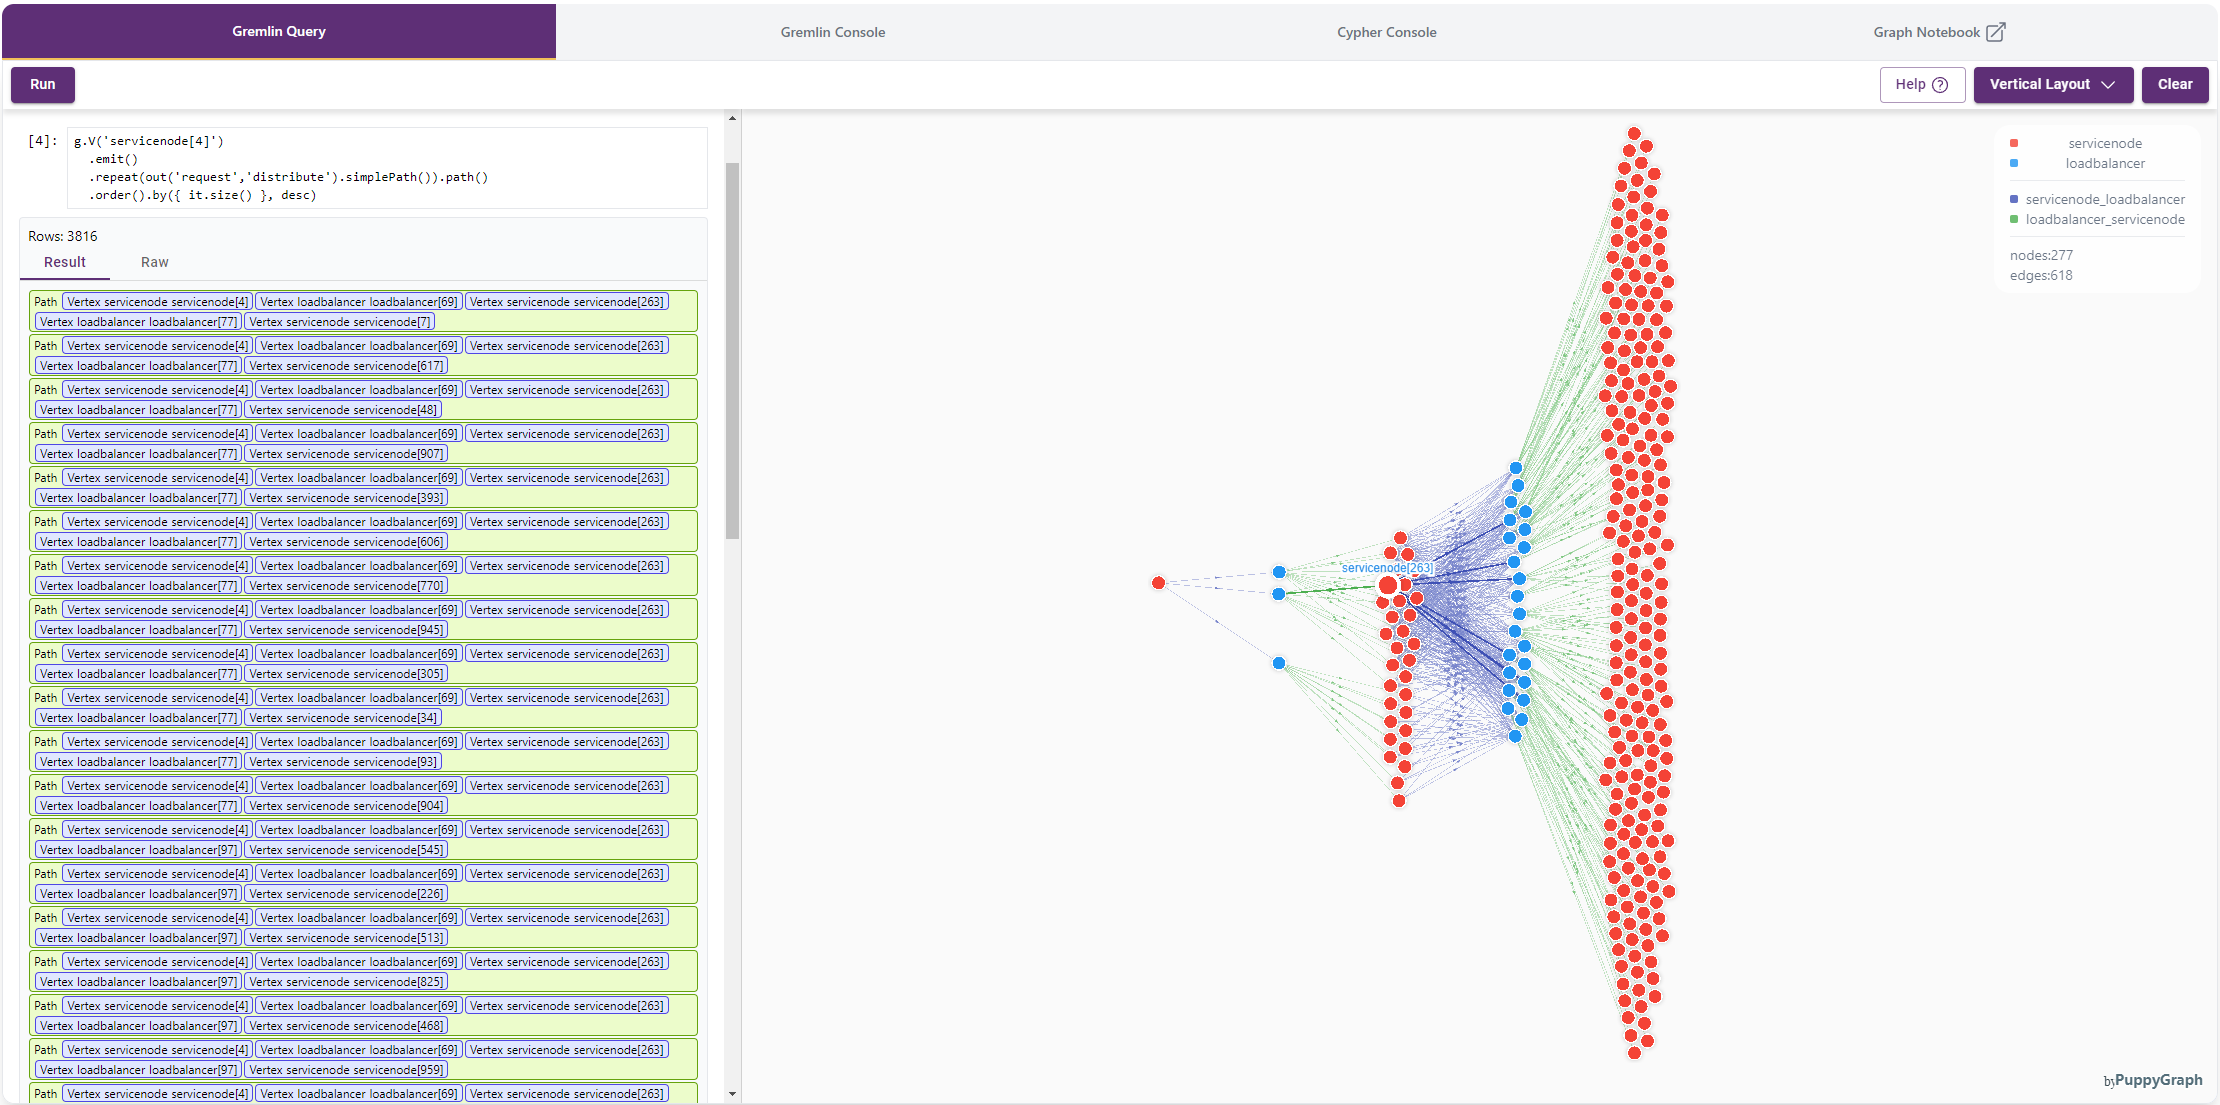 Gremlin Query
Gremlin Console
Cypher Console
Graph Notebook
Run
Help
Vertical Layout
Clear
[4]:
g.V('servicenode[4]')
.emit()
.repeat(out('request','distribute').simplePath()).path()
.order().by({ it.size() }, desc)
Rows: 3816
Result
Raw
Path Vertex servicenode servicenode[4] Vertex loadbalancer loadbalancer[69] Vertex servicenode servicenode[263]
Vertex loadbalancer loadbalancer[77] Vertex servicenode servicenode[7]
Path Vertex servicenode servicenode[4] Vertex loadbalancer loadbalancer[69] Vertex servicenode servicenode[263]
Vertex loadbalancer loadbalancer[77] Vertex servicenode servicenode[617]
Path Vertex servicenode servicenode[4] Vertex loadbalancer loadbalancer[69] Vertex servicenode servicenode[263]
Vertex loadbalancer loadbalancer[77] Vertex servicenode servicenode[48]
Path Vertex servicenode servicenode[4] Vertex loadbalancer loadbalancer[69] Vertex servicenode servicenode[263]
Vertex loadbalancer loadbalancer[77] Vertex servicenode servicenode[907]
Path Vertex servicenode servicenode[4] Vertex loadbalancer loadbalancer[69] Vertex servicenode servicenode[263]
Vertex loadbalancer loadbalancer[77] Vertex servicenode servicenode[393]
Path Vertex servicenode servicenode[4] Vertex loadbalancer loadbalancer[69] Vertex servicenode servicenode[263]
Vertex loadbalancer loadbalancer[77] Vertex servicenode servicenode[606]
Path Vertex servicenode servicenode[4] Vertex loadbalancer loadbalancer[69] Vertex servicenode servicenode[263]
Vertex loadbalancer loadbalancer[77] Vertex servicenode servicenode[770]
Path Vertex servicenode servicenode[4] Vertex loadbalancer loadbalancer[69] Vertex servicenode servicenode[263]
Vertex loadbalancer loadbalancer[77] Vertex servicenode servicenode[945]
Path Vertex servicenode servicenode[4] Vertex loadbalancer loadbalancer[69] Vertex servicenode servicenode[263]
Vertex loadbalancer loadbalancer[77] Vertex servicenode servicenode[305]
Path Vertex servicenode servicenode[4] Vertex loadbalancer loadbalancer[69] Vertex servicenode servicenode[263]
Vertex loadbalancer loadbalancer[77] Vertex servicenode servicenode[34]
Path Vertex servicenode servicenode[4] Vertex loadbalancer loadbalancer[69] Vertex servicenode servicenode[263]
Vertex loadbalancer loadbalancer[77] Vertex servicenode servicenode[93]
Path Vertex servicenode servicenode[4] Vertex loadbalancer loadbalancer[69] Vertex servicenode servicenode[263]
Vertex loadbalancer loadbalancer[77] Vertex servicenode servicenode[904]
Path Vertex servicenode servicenode[4] Vertex loadbalancer loadbalancer[69] Vertex servicenode servicenode[263]
Vertex loadbalancer loadbalancer[97] Vertex servicenode servicenode[545]
Path Vertex servicenode servicenode[4] Vertex loadbalancer loadbalancer[69] Vertex servicenode servicenode[263]
Vertex loadbalancer loadbalancer[97] Vertex servicenode servicenode[226]
Path Vertex servicenode servicenode[4] Vertex loadbalancer loadbalancer[69] Vertex servicenode servicenode[263]
Vertex loadbalancer loadbalancer[97] Vertex servicenode servicenode[513]
Path Vertex servicenode servicenode[4] Vertex loadbalancer loadbalancer[69] Vertex servicenode servicenode[263]
Vertex loadbalancer loadbalancer[97] Vertex servicenode servicenode[825]
Path Vertex servicenode servicenode[4] Vertex loadbalancer loadbalancer[69] Vertex servicenode servicenode[263]
Vertex loadbalancer loadbalancer[97] Vertex servicenode servicenode[468]
Path Vertex servicenode servicenode[4] Vertex loadbalancer loadbalancer[69] Vertex servicenode servicenode[263]
Vertex loadbalancer loadbalancer[97] Vertex servicenode servicenode[959]
Path Vertex servicenode servicenode[4] Vertex loadbalancer loadbalancer[69] Vertex servicenode servicenode[263]
servicenode[263]
servicenode
loadbalancer
servicenode_loadbalancer
loadbalancer_servicenode
nodes:277
edges:618
by PuppyGraph